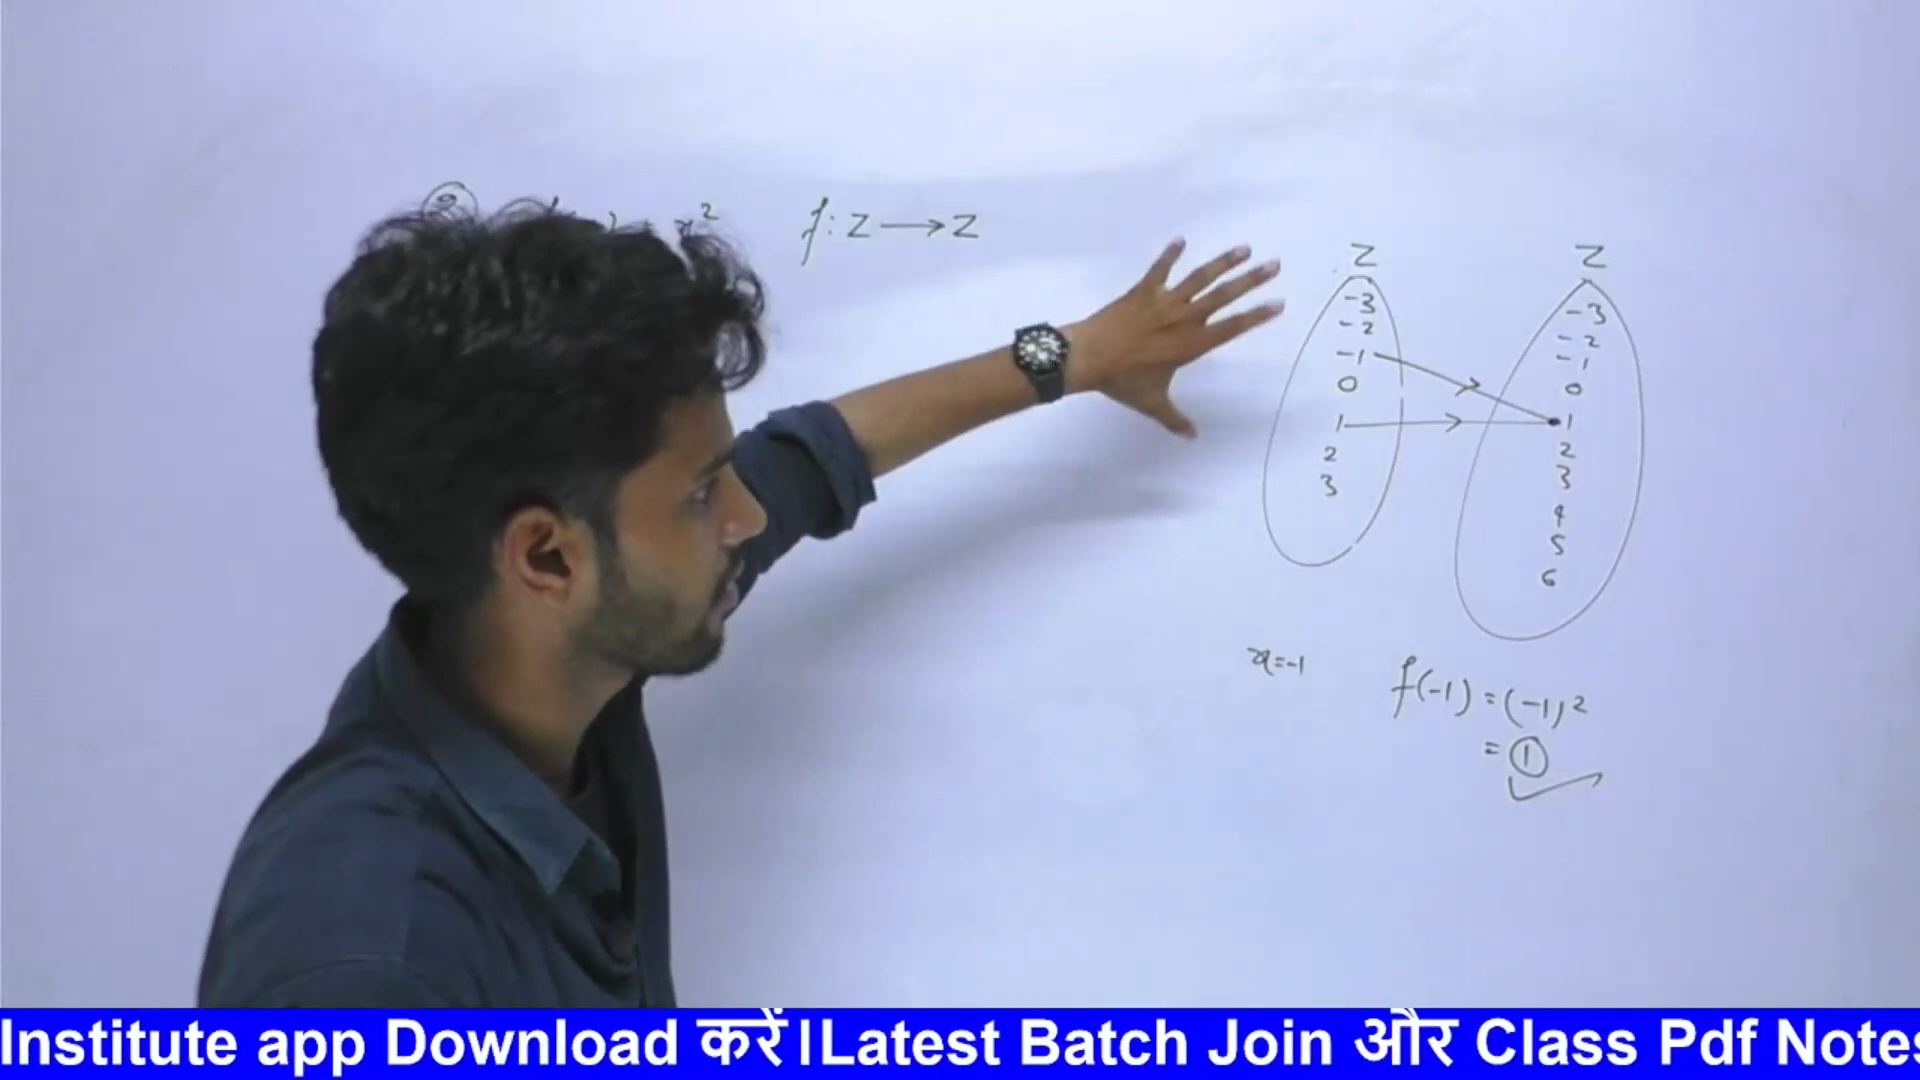 x²
f: Z → Z
Z
-3
-2
-1
0
1
2
3
Z
-3
-2
-1
0
1
2
3
4
5
6
x=-1
f(-1) = (-1)²
= 1
Institute app Download करें।Latest Batch Join और Class Pdf Notes